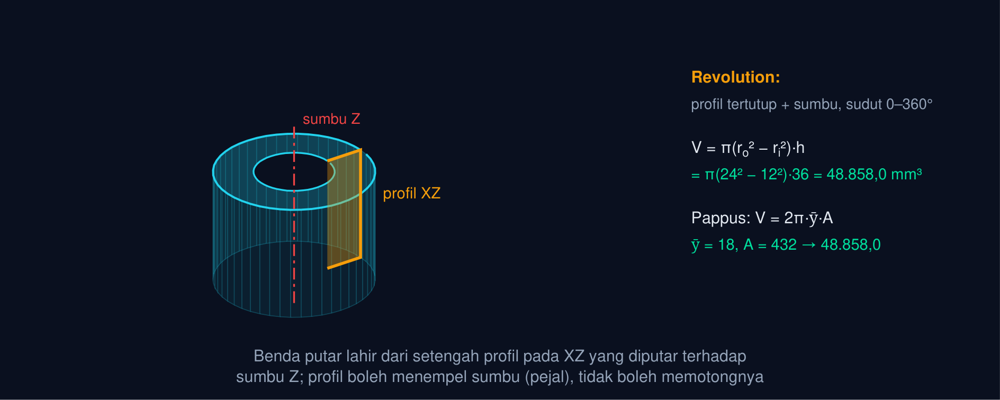 sumbu Z
profil XZ
Revolution:
profil tertutup + sumbu, sudut 0–360°
V = π(rₒ² − rᵢ²)·h
= π(24² − 12²)·36 = 48.858,0 mm³
Pappus: V = 2π·ȳ·A
ȳ = 18, A = 432 → 48.858,0
Benda putar lahir dari setengah profil pada XZ yang diputar terhadap
sumbu Z; profil boleh menempel sumbu (pejal), tidak boleh memotongnya